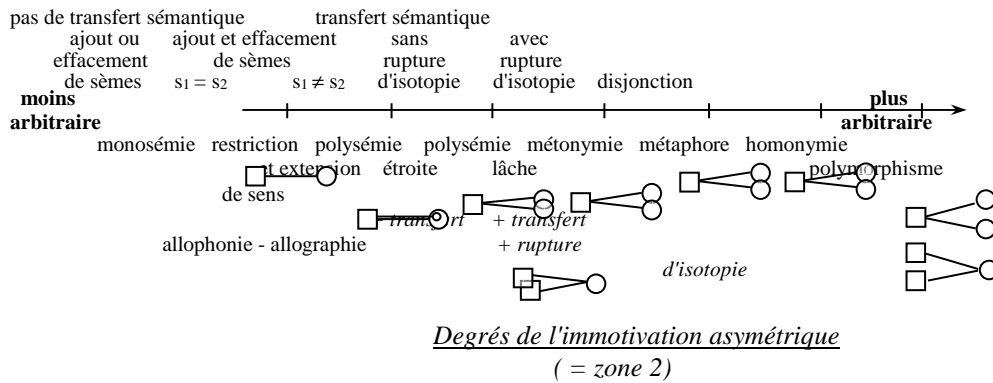 pas de transfert sémantique transfert sémantique
ajout ou ajout et effacement sans avec
effacement de sèmes rupture rupture
de sèmes s1 = s2 s1 ≠ s2 d'isotopie d'isotopie disjonction
moins plus
arbitraire arbitraire
monosémie restriction polysémie polysémie métonymie métaphore homonymie
et extension étroite lâche polymorphisme
de sens
- transfert + transfert
allophonie - allographie + rupture
d'isotopie
Degrés de l'immotivation asymétrique
( = zone 2)